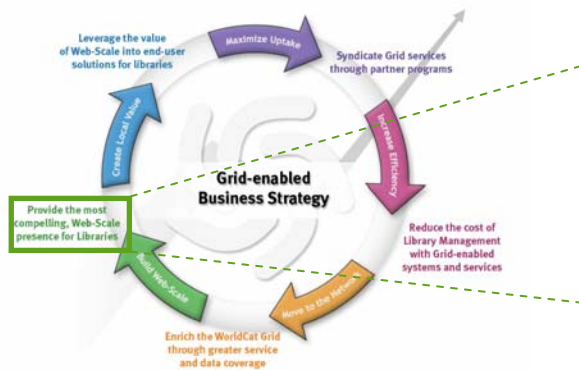 Leverage the value
of Web-Scale into end-user
solutions for libraries
Maximize Uptake
Syndicate Grid services
through partner programs
Create Local Value
Increase Efficiency
Grid-enabled
Business Strategy
Provide the most
compelling, Web-Scale
presence for Libraries
Reduce the cost of
Library Management
with Grid-enabled
systems and services
Build Web-Scale
Move to the Network
Enrich the WorldCat Grid
through greater service
and data coverage